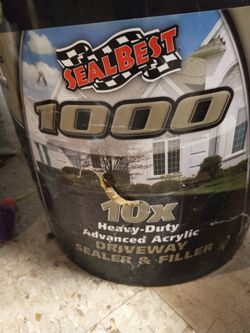 SEALBEST
1000
10x
Heavy-Duty
Advanced Acrylic
DRIVEWAY
SEALER & FILLER